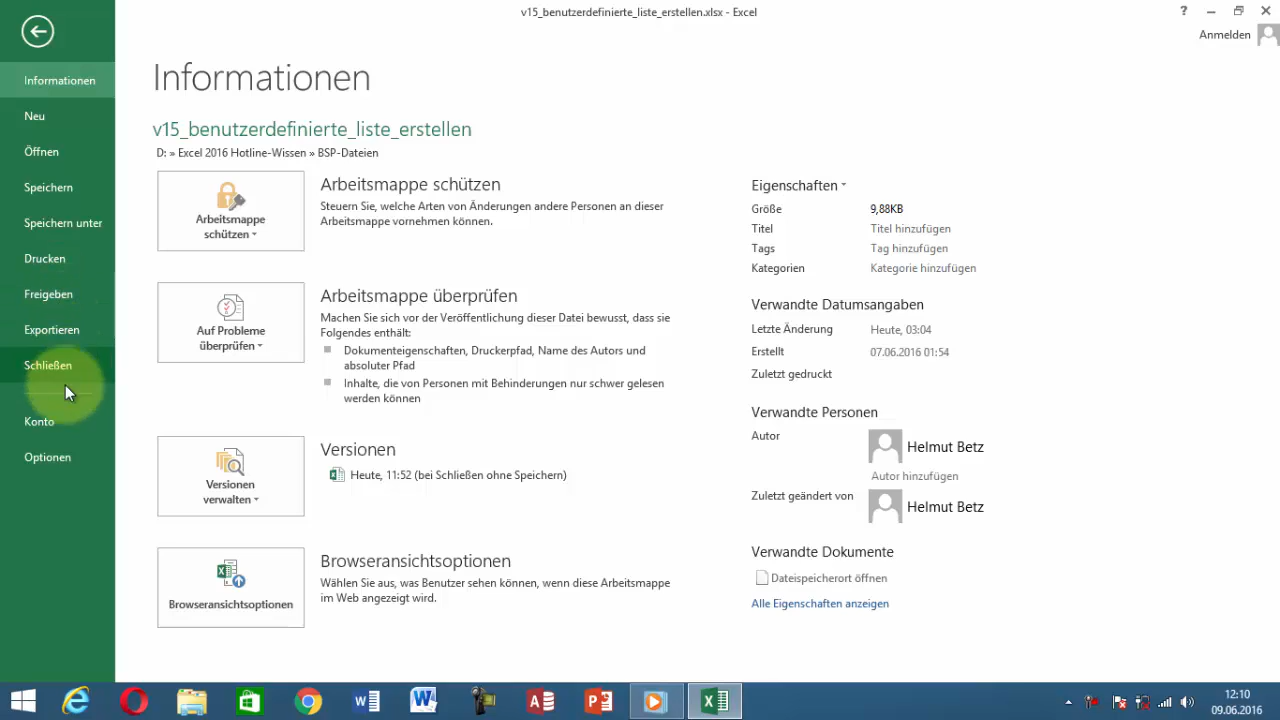 v15_benutzerdefinierte_liste_erstellen.xlsx - Excel
?
Anmelden
Informationen
Neu
Öffnen
Speichern
Speichern unter
Drucken
Freigeben
Exportieren
Schließen
Konto
Optionen
Informationen
v15_benutzerdefinierte_liste_erstellen
D: » Excel 2016 Hotline-Wissen » BSP-Dateien
Arbeitsmappe
schützen
Arbeitsmappe schützen
Steuern Sie, welche Arten von Änderungen andere Personen an dieser
Arbeitsmappe vornehmen können.
Auf Probleme
überprüfen
Arbeitsmappe überprüfen
Machen Sie sich vor der Veröffentlichung dieser Datei bewusst, dass sie
Folgendes enthält:
Dokumenteigenschaften, Druckerpfad, Name des Autors und
absoluter Pfad
Inhalte, die von Personen mit Behinderungen nur schwer gelesen
werden können
Versionen
verwalten
Versionen
Heute, 11:52 (bei Schließen ohne Speichern)
Browseransichtsoptionen
Browseransichtsoptionen
Wählen Sie aus, was Benutzer sehen können, wenn diese Arbeitsmappe
im Web angezeigt wird.
Eigenschaften
Größe 9,88KB
Titel Titel hinzufügen
Tags Tag hinzufügen
Kategorien Kategorie hinzufügen
Verwandte Datumsangaben
Letzte Änderung Heute, 03:04
Erstellt 07.06.2016 01:54
Zuletzt gedruckt
Verwandte Personen
Autor Helmut Betz
Autor hinzufügen
Zuletzt geändert von Helmut Betz
Verwandte Dokumente
Dateispeicherort öffnen
Alle Eigenschaften anzeigen
12:10
09.06.2016